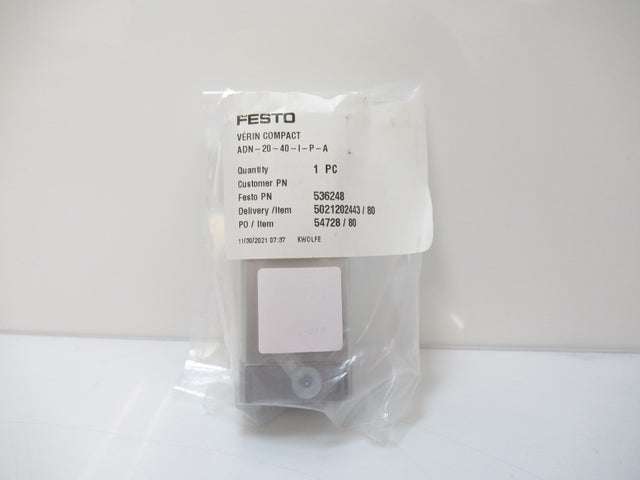 FESTO
VÉRIN COMPACT
ADN-20-40-I-P-A
Quantity 1 PC
Customer PN
Festo PN 536248
Delivery /Item 5021202443 / 80
PO / Item 54728 / 80
11/30/2021 07:37 KWOLFE